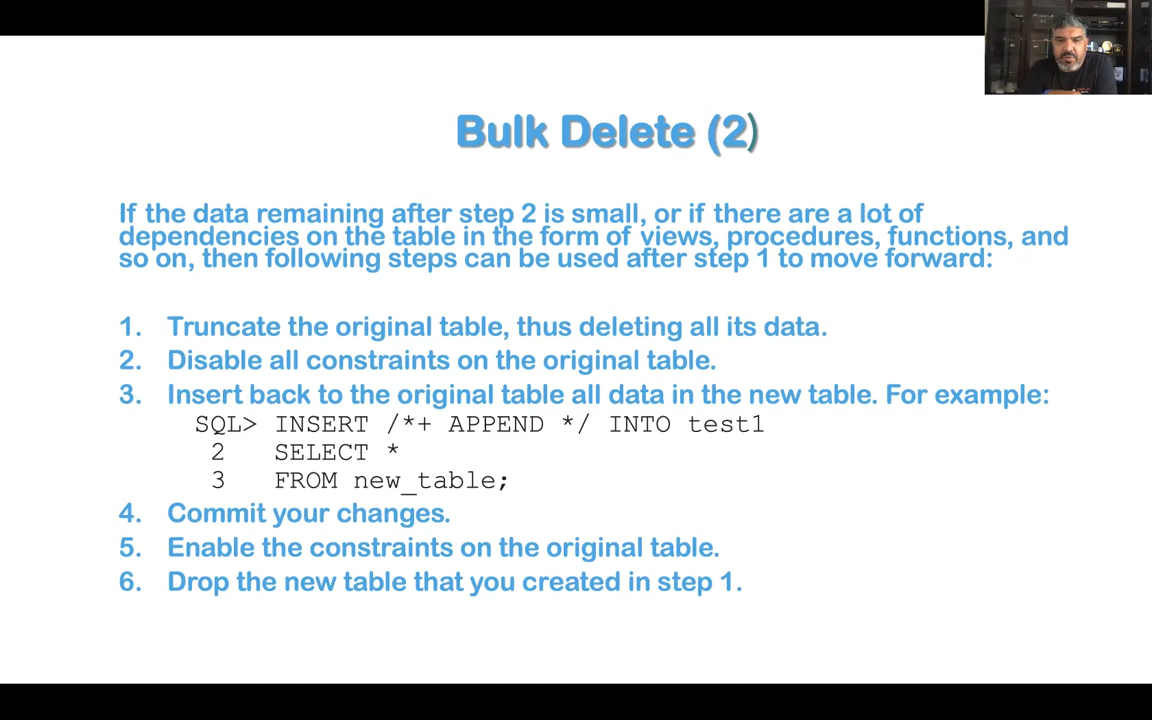 Bulk Delete (2)
If the data remaining after step 2 is small, or if there are a lot of
dependencies on the table in the form of views, procedures, functions, and
so on, then following steps can be used after step 1 to move forward:
1. Truncate the original table, thus deleting all its data.
2. Disable all constraints on the original table.
3. Insert back to the original table all data in the new table. For example:
SQL> INSERT /*+ APPEND */ INTO test1
2 SELECT *
3 FROM new_table;
4. Commit your changes.
5. Enable the constraints on the original table.
6. Drop the new table that you created in step 1.